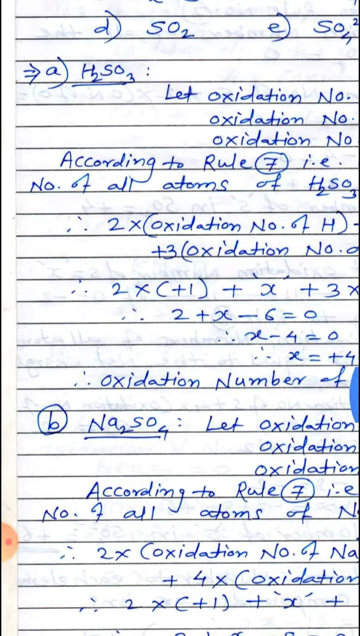 d) SO2 e) SO4 2
⇒ a) H2SO3 :
Let oxidation No.
oxidation No.
oxidation No
According to Rule ⑦ i.e.
No. of all atoms of H2SO3
∴ 2×(oxidation No. of H) -
+3(oxidation No. o
∴ 2×(+1) + 'x' + 3×
∴ 2+x-6=0
∴ x-4=0
∴ x=+4
∴ oxidation Number of
ⓑ Na2SO4 : Let oxidation
oxidation
oxidation
According to Rule ⑦ i.e
No. of all atoms of N
∴ 2×(oxidation No. of Na
+ 4×(oxidation
∴ 2×(+1) + 'x' +